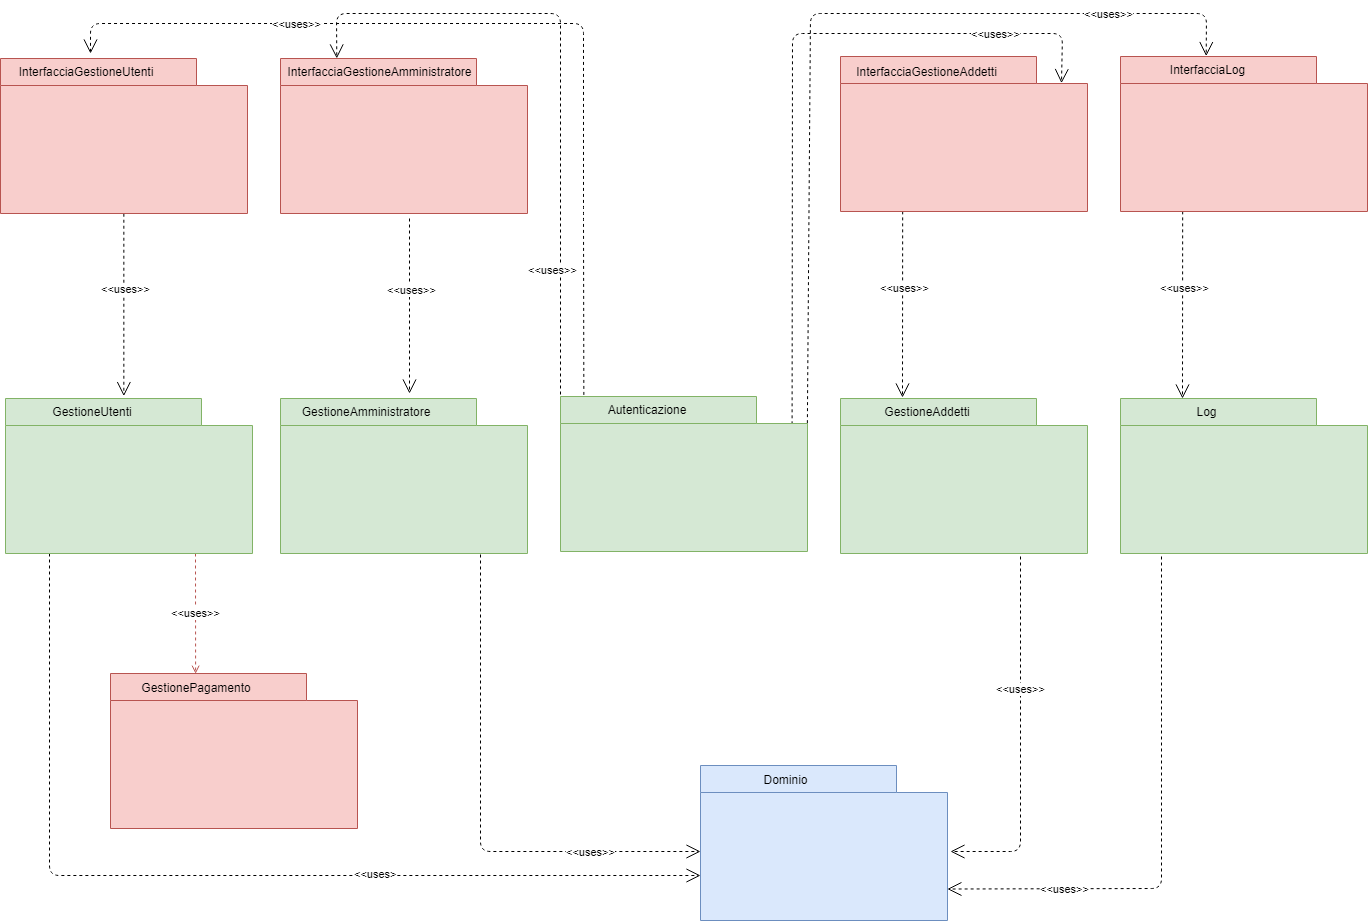 <<uses>>
<<uses>>
<<uses>>
InterfacciaGestioneUtenti
InterfacciaGestioneAmministratore
InterfacciaGestioneAddetti
InterfacciaLog
<<uses>>
<<uses>>
<<uses>>
<<uses>>
<<uses>>
GestioneUtenti
GestioneAmministratore
Autenticazione
GestioneAddetti
Log
<<uses>>
GestionePagamento
<<uses>>
Dominio
<<uses>>
<<uses>
<<uses>>